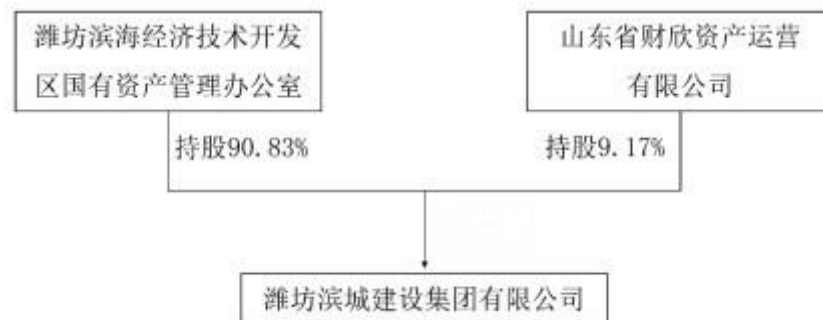 潍坊滨海经济技术开发
区国有资产管理办公室
山东省财欣资产运营
有限公司
持股90.83%
持股9.17%
潍坊滨城建设集团有限公司